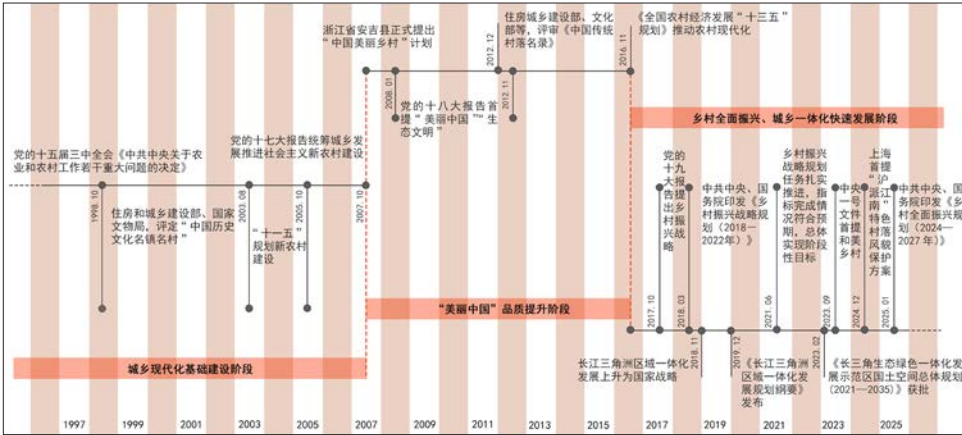 浙江省安吉县正式提出
“中国美丽乡村”计划
2008.01
党的十八大报告首
提“美丽中国”“生
态文明”
2012.11
住房城乡建设部、文化
部等，评审《中国传统
村落名录》
2012.12
《全国农村经济发展“十三五”
规划》推动农村现代化
2016.11
党的十五届三中全会《中共中央关于农
业和农村工作若干重大问题的决定》
1998.10
住房和城乡建设部、国家
文物局，评定“中国历史
文化名镇名村”
2003.08
“十一五”
规划新农村
建设
2005.10
党的十七大报告统筹城乡发
展推进社会主义新农村建设
2007.10
城乡现代化基础建设阶段
“美丽中国”品质提升阶段
乡村全面振兴、城乡一体化快速发展阶段
党的
十九大
报告提
出乡村
振兴战
略
2017.10
中共中央、国
务院印发《乡
村振兴战略规
划（2018—
2022年）》
2018.03
长江三角洲区域一体化
发展上升为国家战略
2018.11
《长江三角洲
区域一体化发
展规划纲要》
发布
2019.12
乡村振兴
战略规划
任务扎实
推进，指
标完成情
况符合预
期，总体
实现阶段
性目标
2021.06
《长三角生态绿色一体化发
展示范区国土空间总体规划
（2021—2035）》获批
2023.02
中央
一号
文件
首提
和美
乡村
2023.09
上海
首提
“沪
派江
南”特
色村
落风
貌保
护方
案
2024.12
中共中央、国
务院印发《乡
村全面振兴规
划（2024—
2027年）》
2025.01
1997 1999 2001 2003 2005 2007 2009 2011 2013 2015 2017 2019 2021 2023 2025